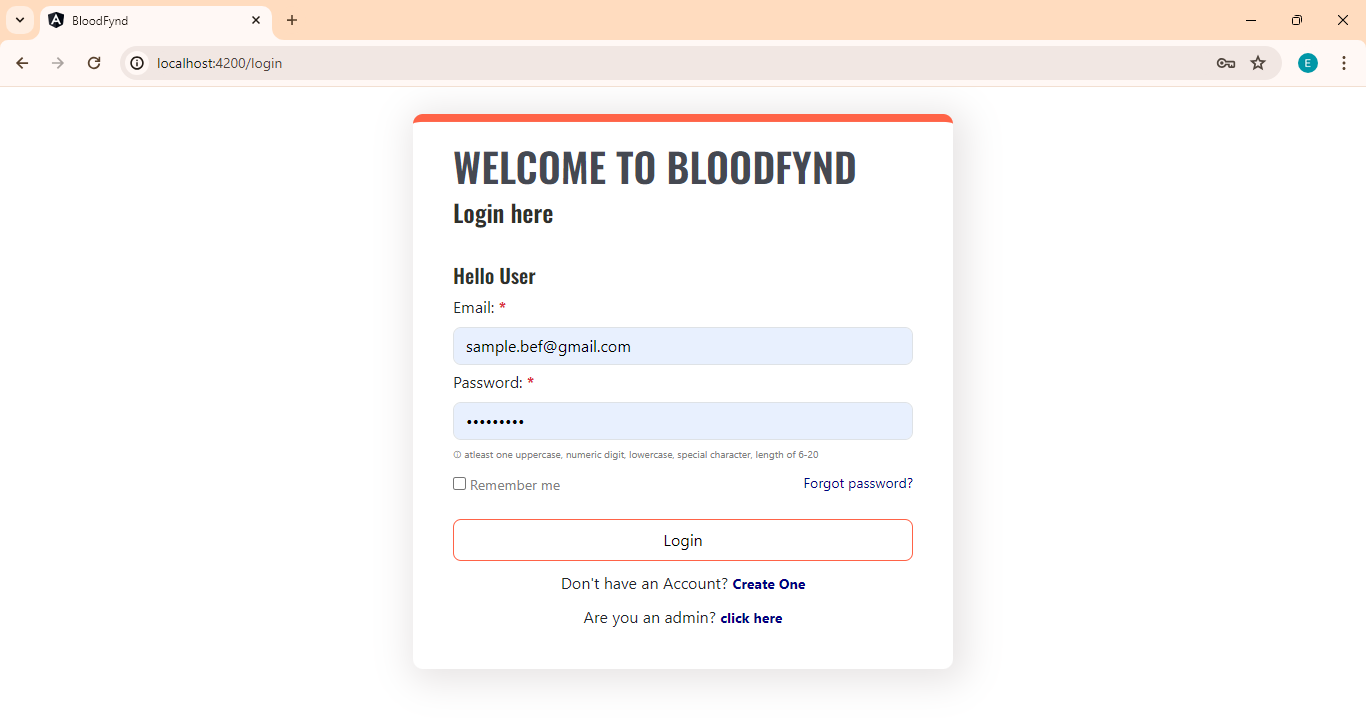 BloodFynd
localhost:4200/login
E
WELCOME TO BLOODFYND
Login here
Hello User
Email: *
sample.bef@gmail.com
Password: *
•••••••••
atleast one uppercase, numeric digit, lowercase, special character, length of 6-20
Remember me Forgot password?
Login
Don't have an Account? Create One
Are you an admin? click here